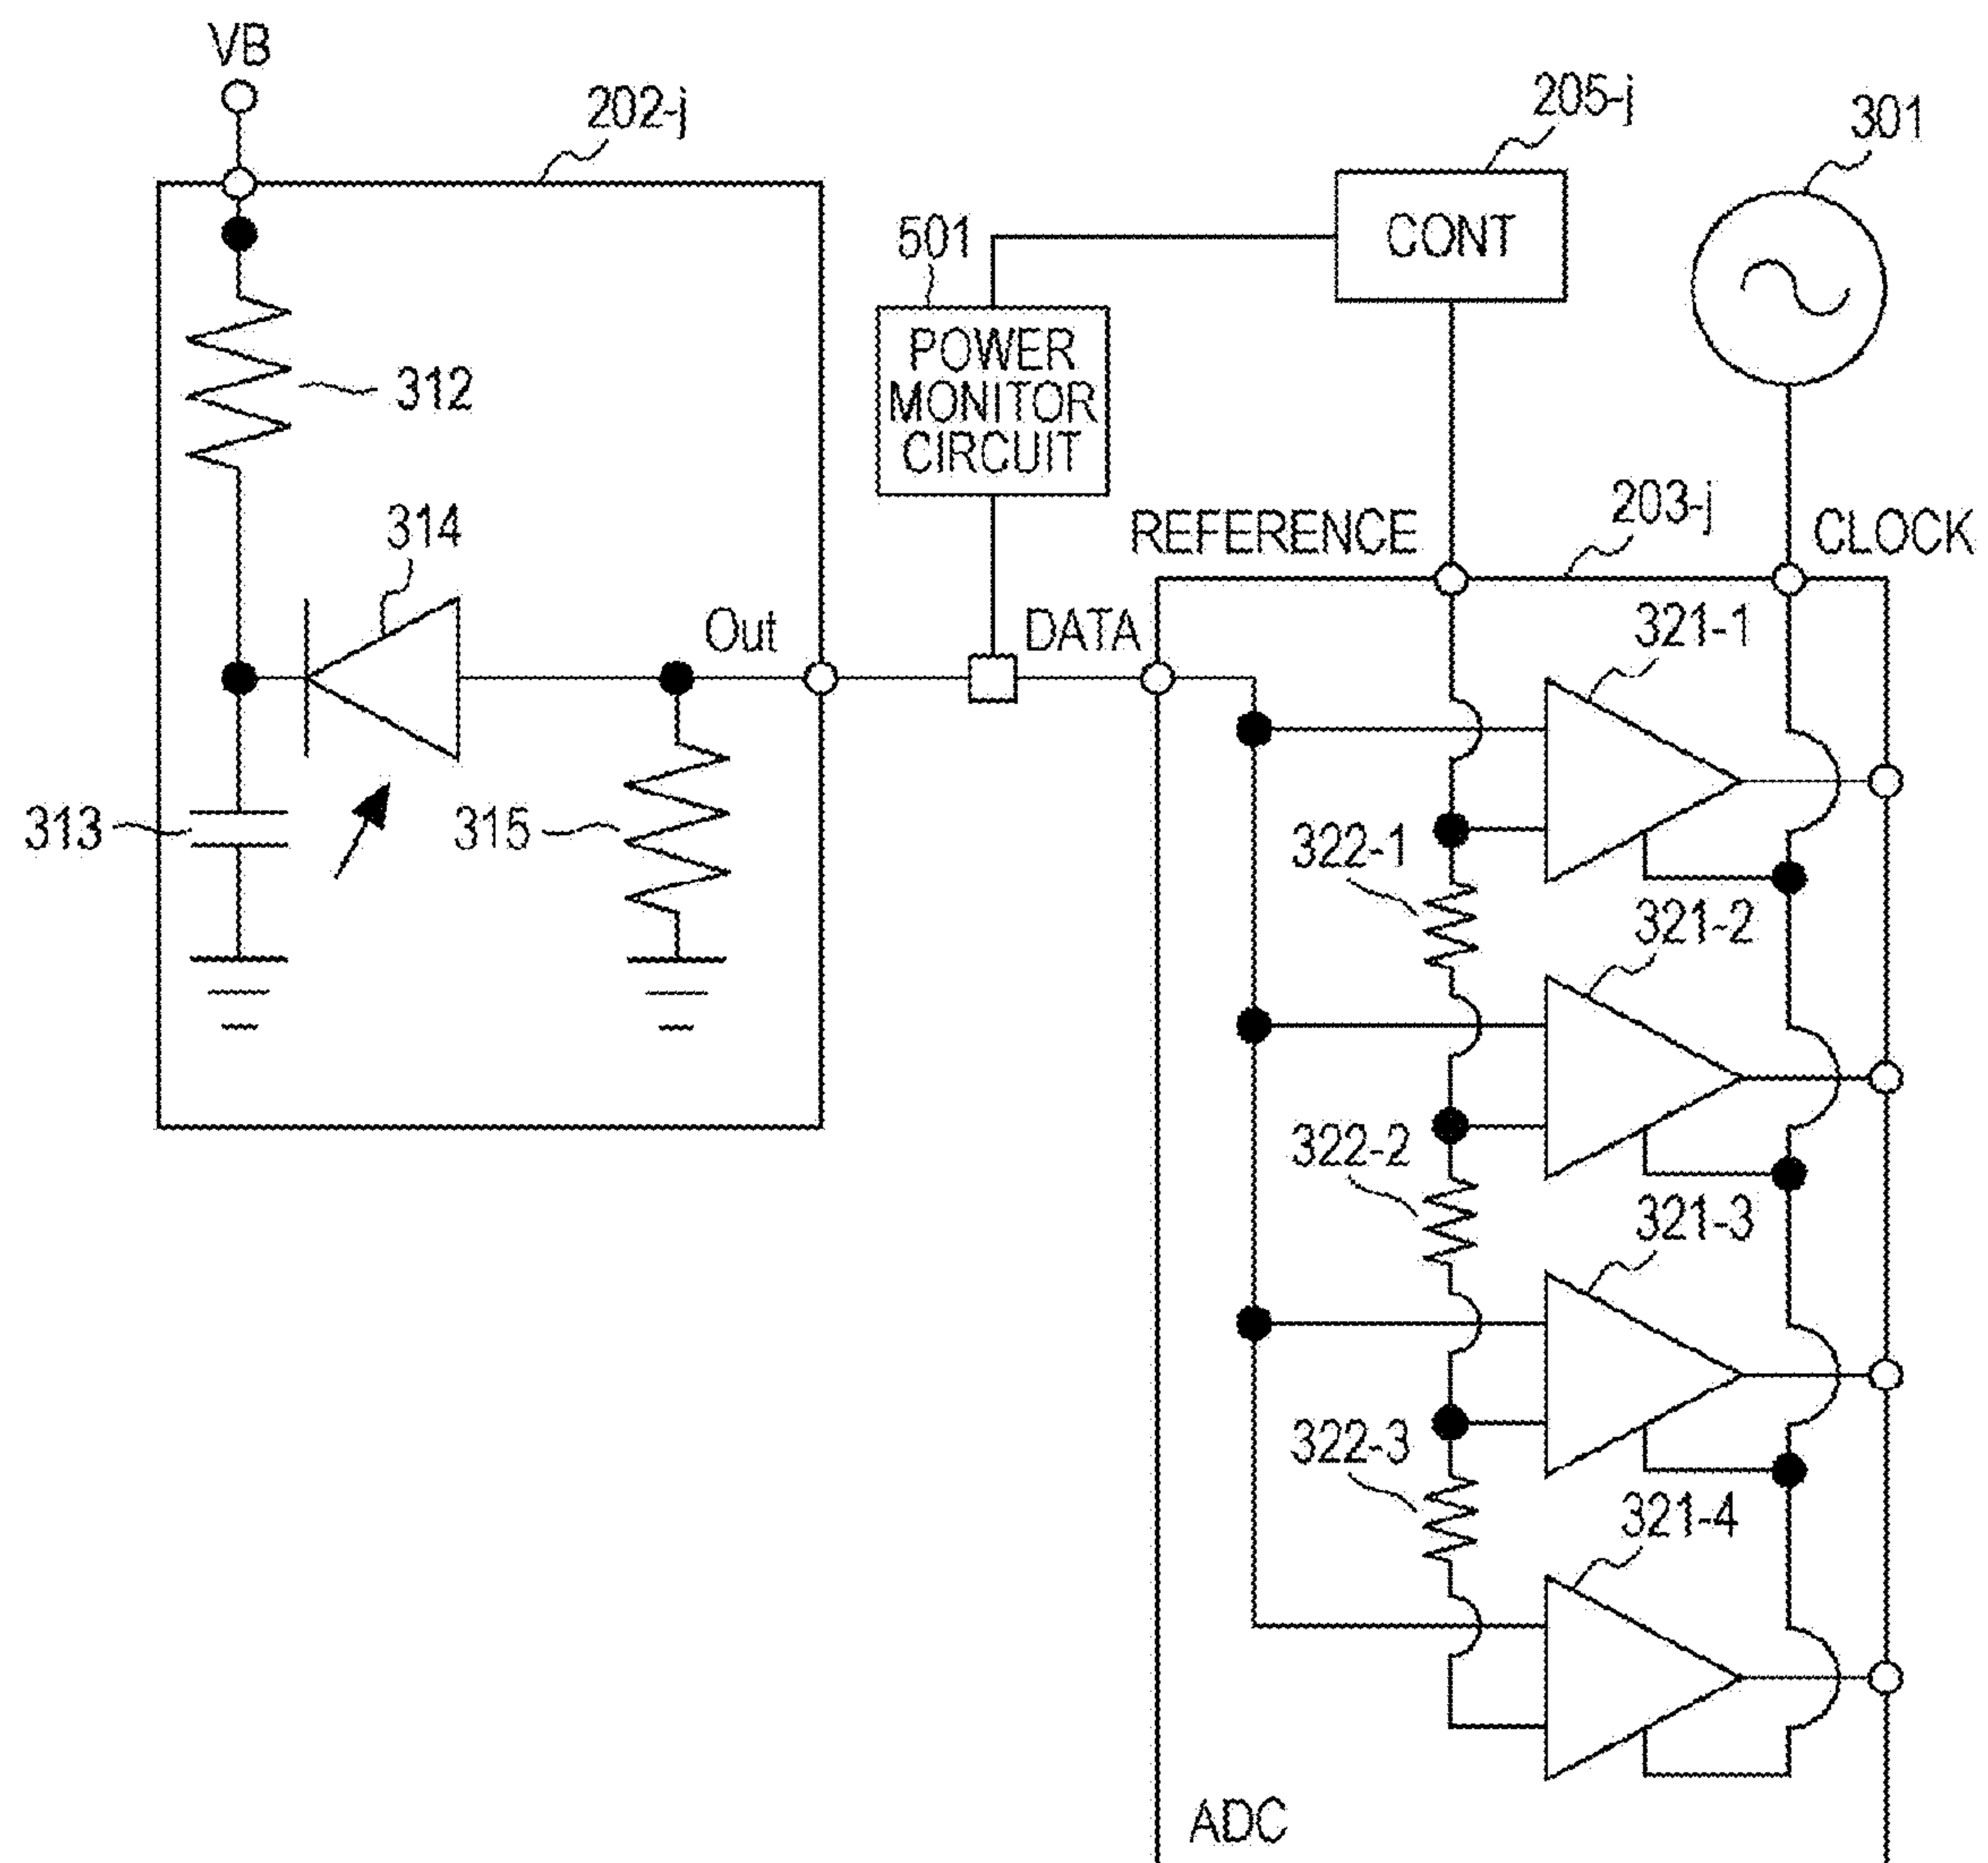 VB
202-j
205-j
301
501
CONT
POWER
MONITOR
CIRCUIT
312
314
203-j
REFERENCE
CLOCK
Out
DATA
321-1
313
315
322-1
321-2
322-2
321-3
322-3
321-4
ADC